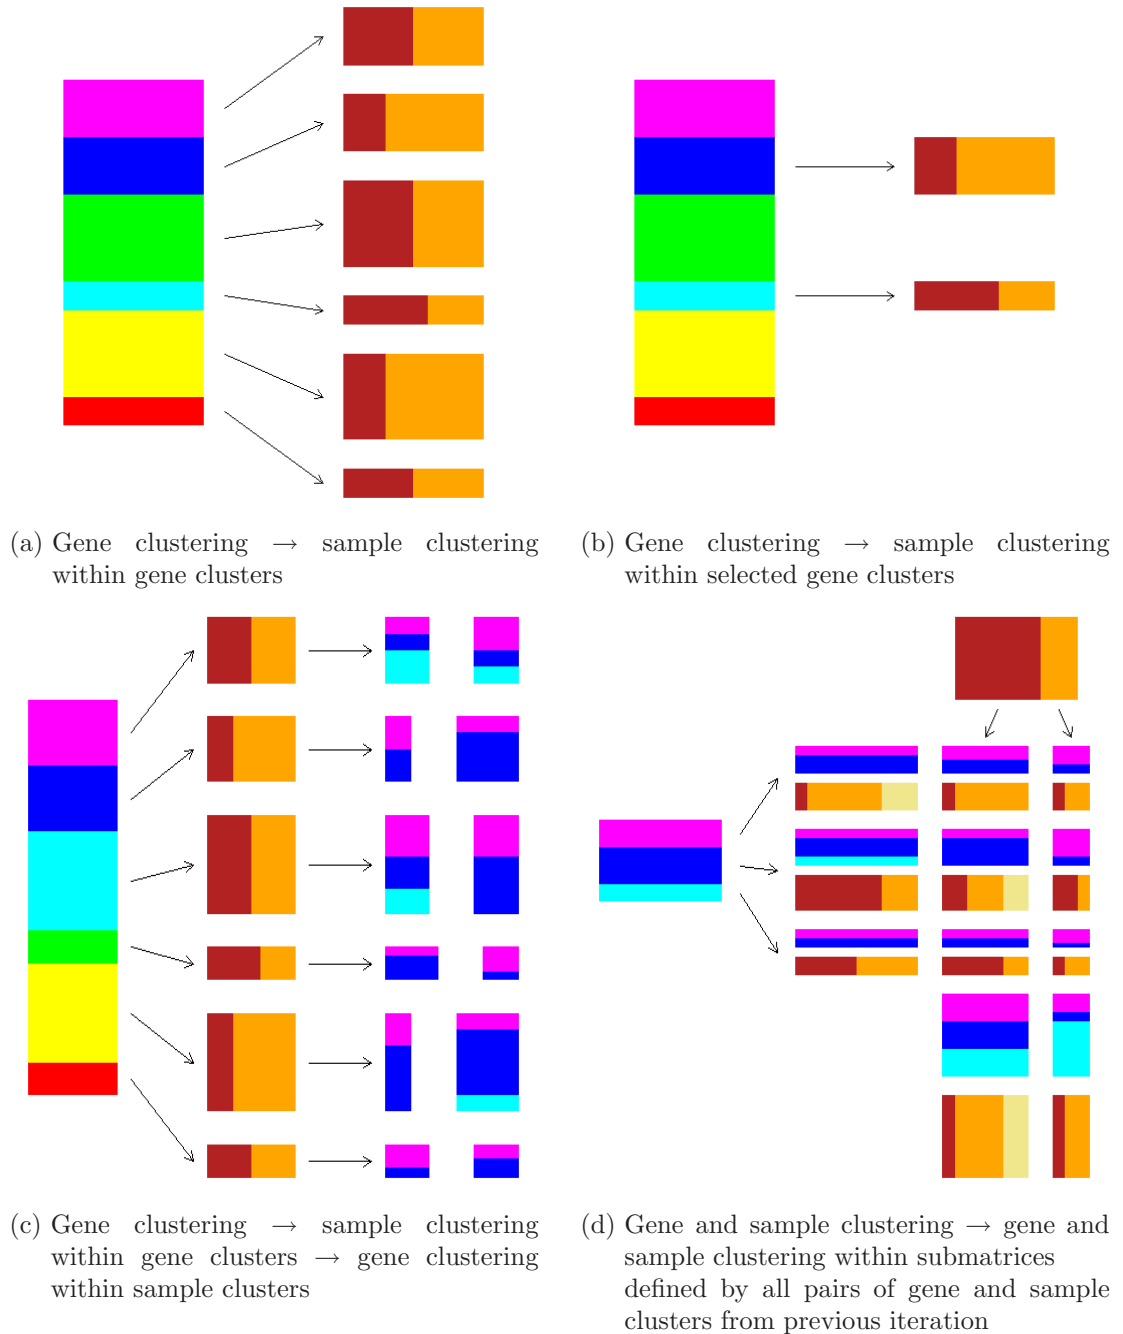 (a) Gene clustering → sample clustering
within gene clusters
(b) Gene clustering → sample clustering
within selected gene clusters
(c) Gene clustering → sample clustering
within gene clusters → gene clustering
within sample clusters
(d) Gene and sample clustering → gene and
sample clustering within submatrices
defined by all pairs of gene and sample
clusters from previous iteration